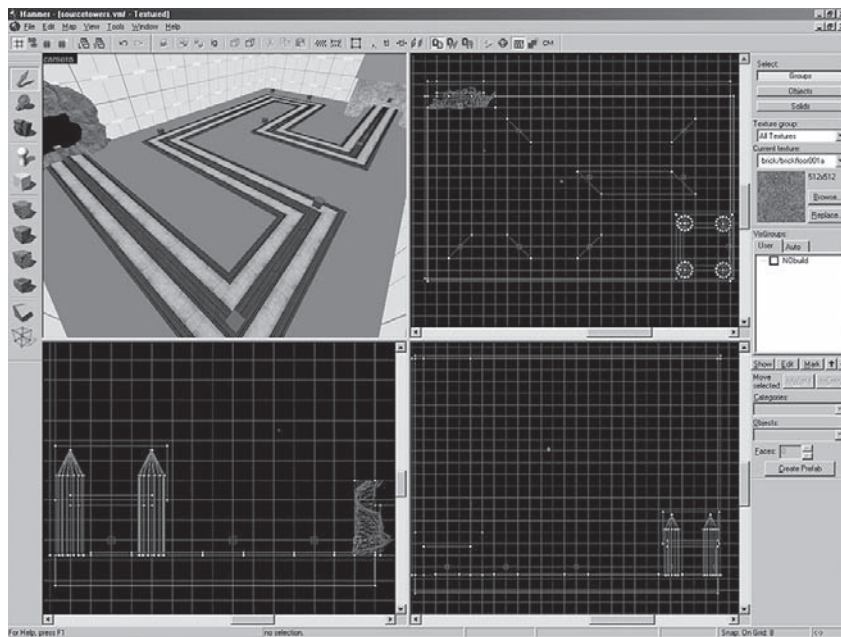 Hammer - [sourcetowers.vmf - Textured]
File Edit Map View Tools Window Help
CM
camera
Select:
Groups
Objects
Solids
Texture group:
All Textures
Current texture:
brick/brickfloor001a
512x512
Browse...
Replace...
VisGroups:
User Auto
NObuild
Show Edit Mark
Move
selected:
Categories:
Objects:
Faces:
Create Prefab
For Help, press F1
no selection.
Snap: On Grid: 8